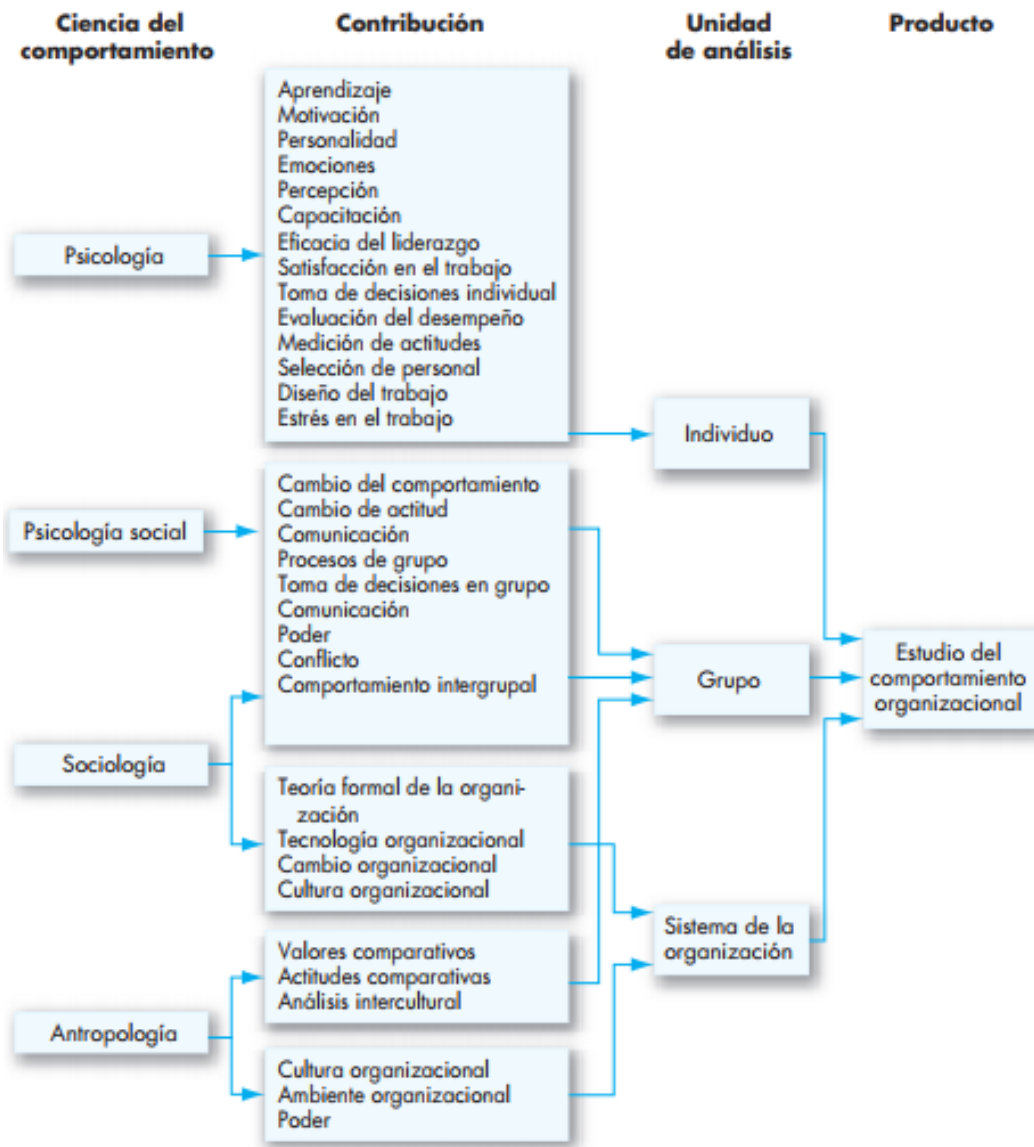 Ciencia del
comportamiento
Contribución
Unidad
de análisis
Producto
Psicología
Aprendizaje
Motivación
Personalidad
Emociones
Percepción
Capacitación
Eficacia del liderazgo
Satisfacción en el trabajo
Toma de decisiones individual
Evaluación del desempeño
Medición de actitudes
Selección de personal
Diseño del trabajo
Estrés en el trabajo
Individuo
Psicología social
Cambio del comportamiento
Cambio de actitud
Comunicación
Procesos de grupo
Toma de decisiones en grupo
Comunicación
Poder
Conflicto
Comportamiento intergrupal
Grupo
Estudio del
comportamiento
organizacional
Sociología
Teoría formal de la organi-
zación
Tecnología organizacional
Cambio organizacional
Cultura organizacional
Sistema de la
organización
Antropología
Valores comparativos
Actitudes comparativas
Análisis intercultural
Cultura organizacional
Ambiente organizacional
Poder